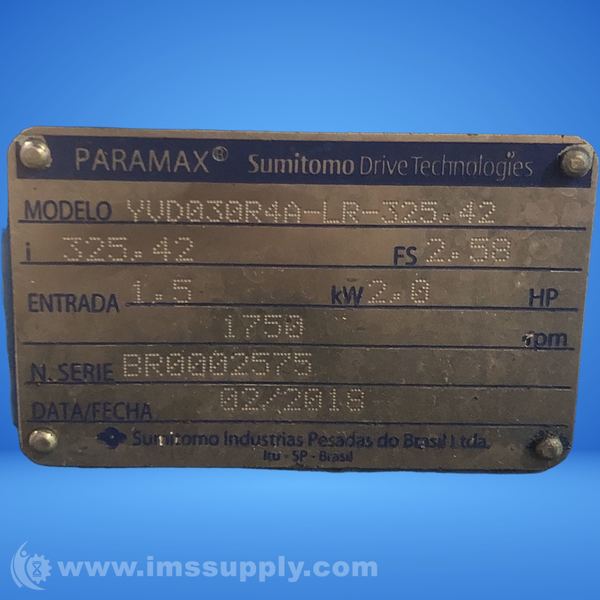 PARAMAX® Sumitomo Drive Technologies
MODELO YVD030R4A-LR-325.42
i 325.42 FS 2.58
ENTRADA 1.5 kW 2.0 HP
1750 rpm
N. SERIE BR0002575
DATA/FECHA 02/2018
Sumitomo Industrias Pesadas do Brasil Ltda.
Itu - SP - Brasil
www.imssupply.com